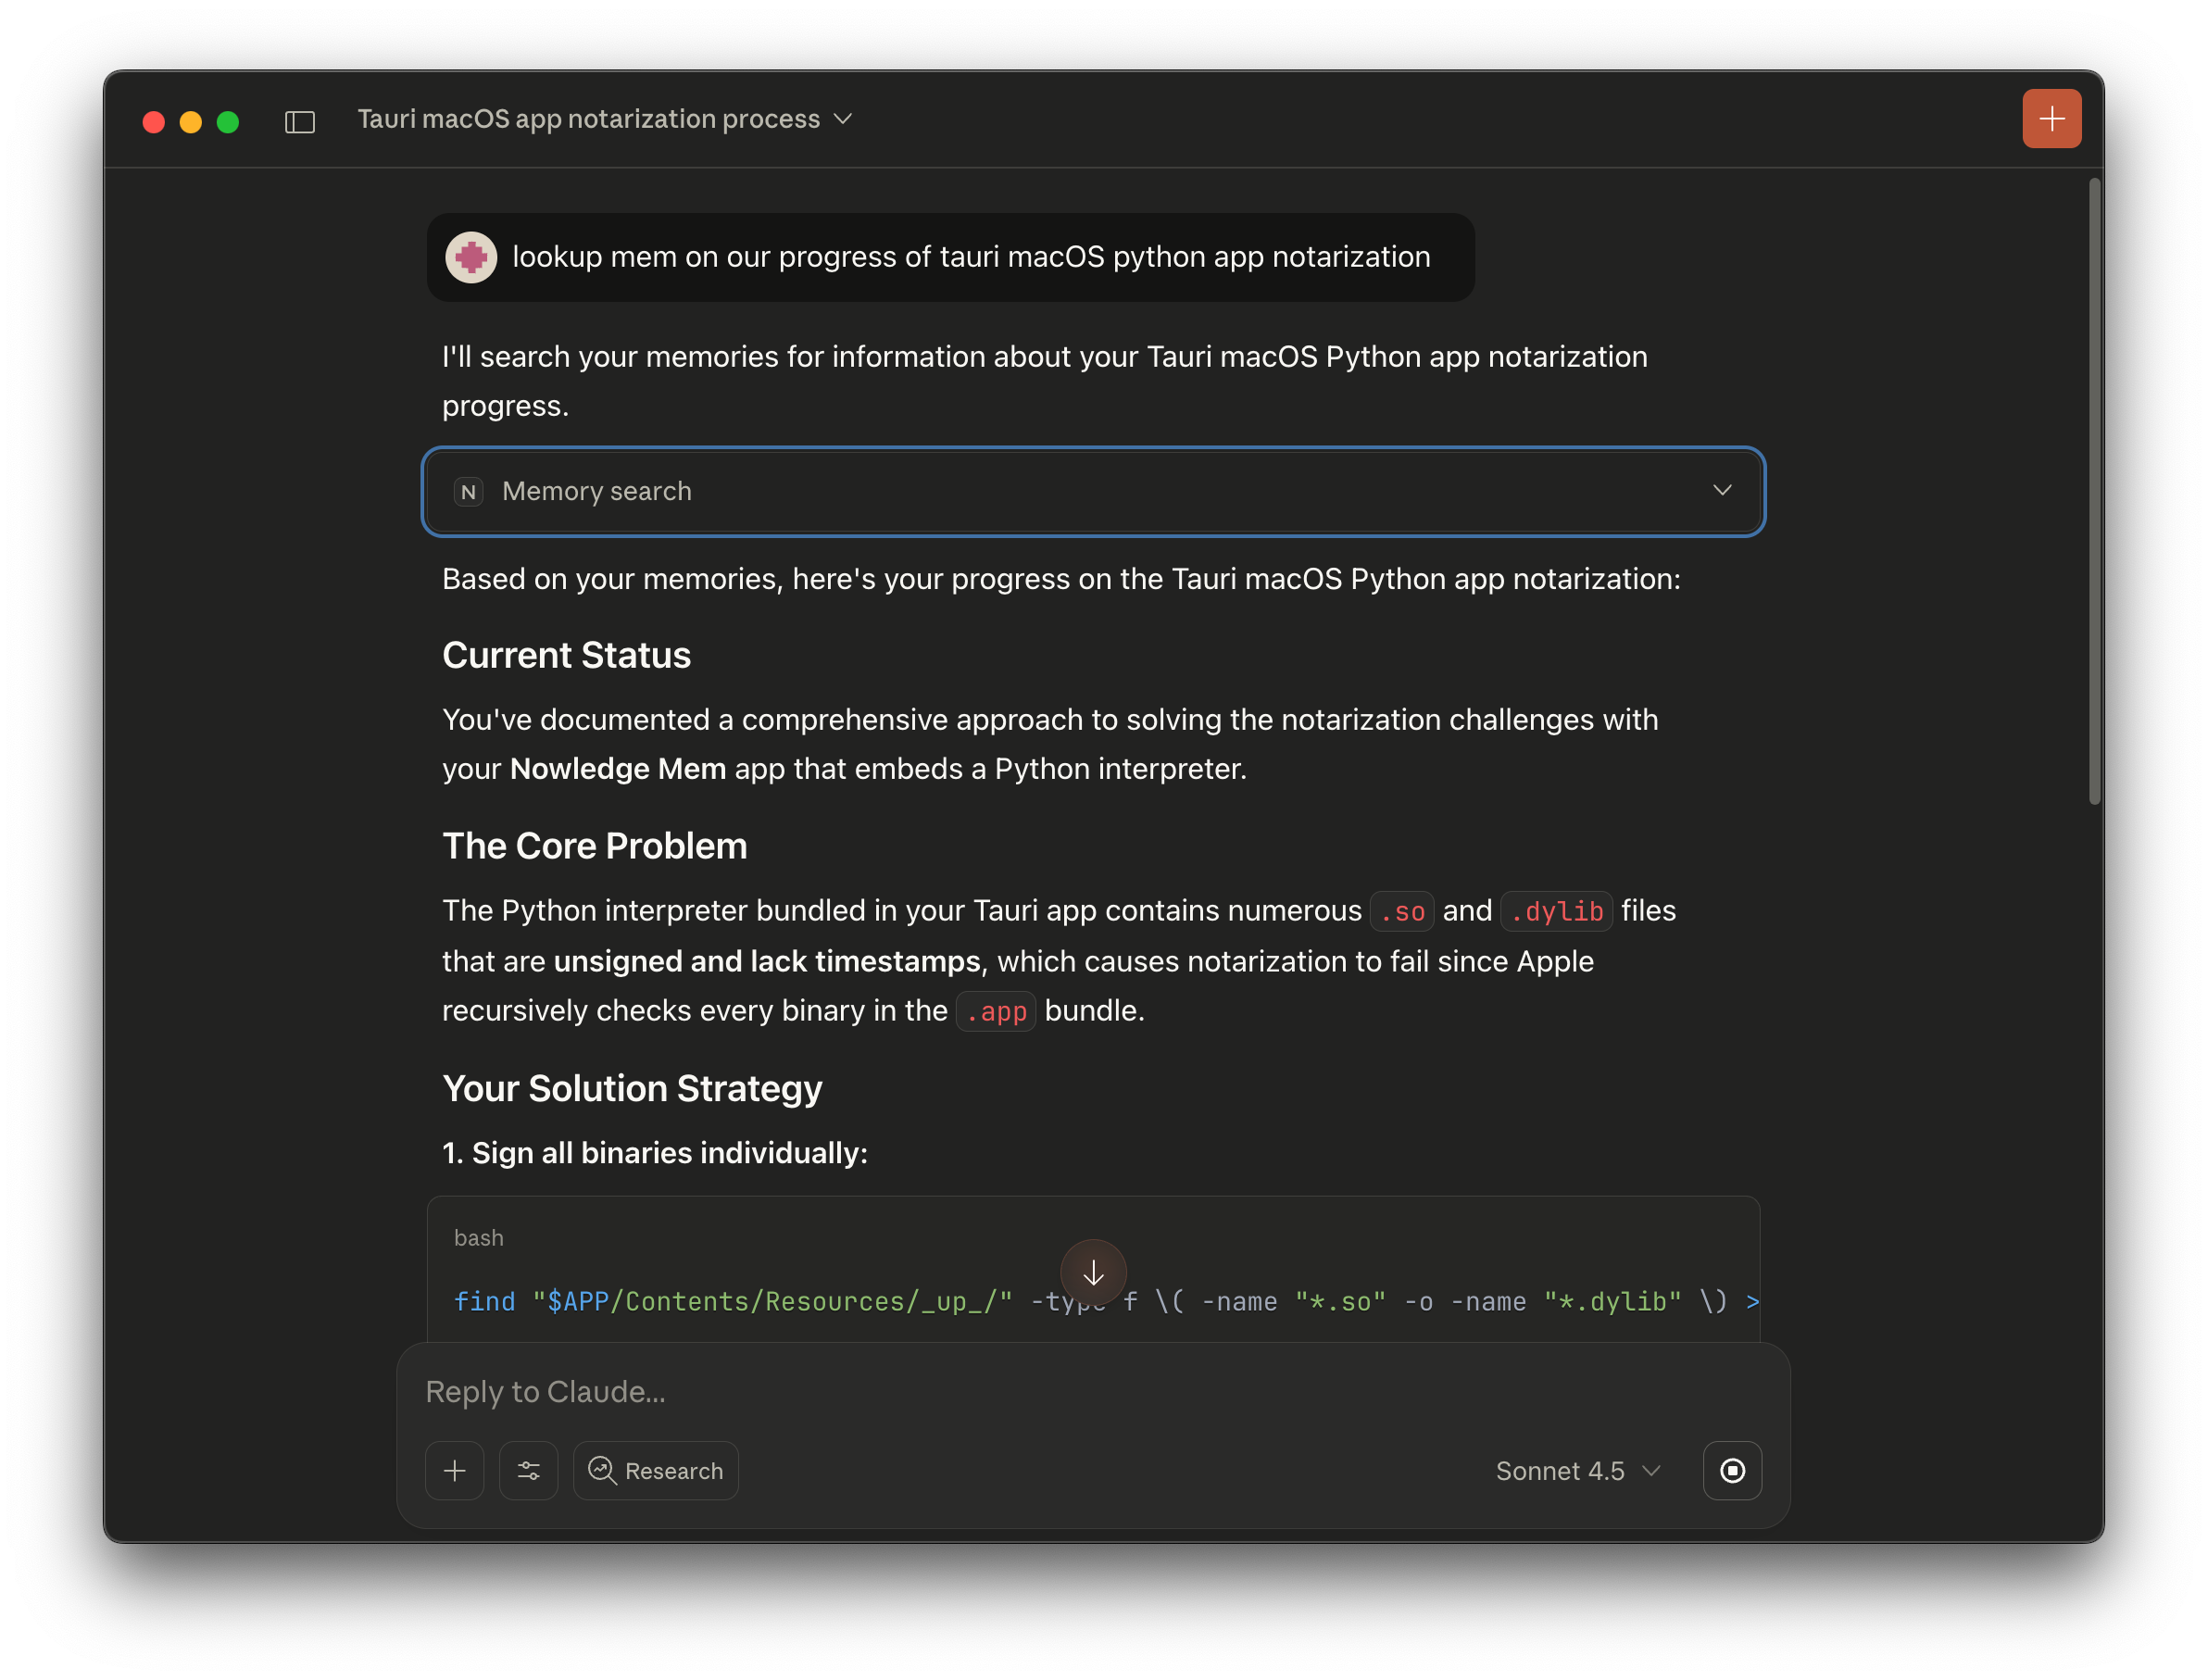 Tauri macOS app notarization process
lookup mem on our progress of tauri macOS python app notarization
I'll search your memories for information about your Tauri macOS Python app notarization
progress.
N Memory search
Based on your memories, here's your progress on the Tauri macOS Python app notarization:
Current Status
You've documented a comprehensive approach to solving the notarization challenges with
your Nowledge Mem app that embeds a Python interpreter.
The Core Problem
The Python interpreter bundled in your Tauri app contains numerous .so and .dylib files
that are unsigned and lack timestamps, which causes notarization to fail since Apple
recursively checks every binary in the .app bundle.
Your Solution Strategy
1. Sign all binaries individually:
bash
find "$APP/Contents/Resources/_up_/" -type f \( -name "*.so" -o -name "*.dylib" \) >
Reply to Claude...
Research
Sonnet 4.5